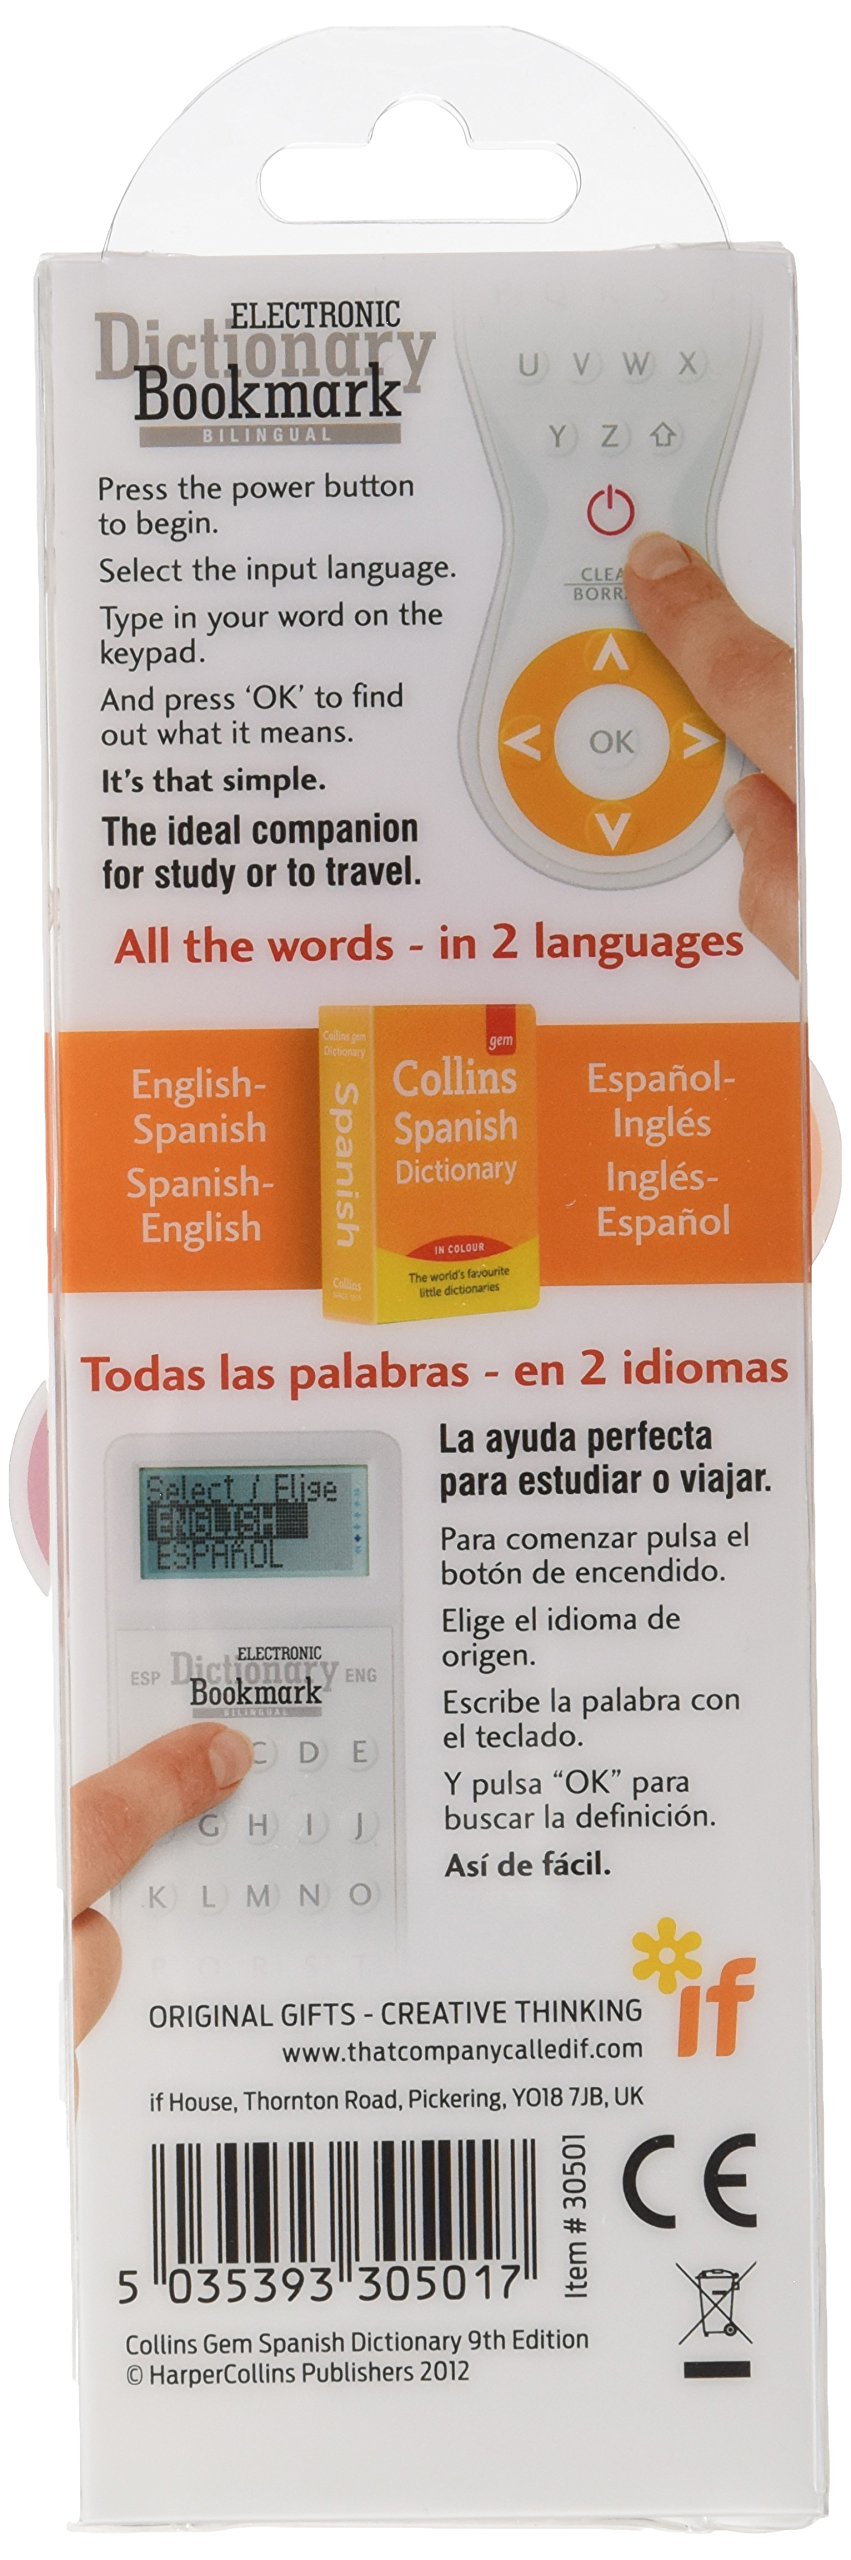 ELECTRONIC
Dictionary
Bookmark
BILINGUAL
U V W X
Y Z
Press the power button
to begin.
Select the input language.
Type in your word on the
keypad.
And press ‘OK’ to find
out what it means.
It's that simple.
The ideal companion
for study or to travel.
OK
All the words - in 2 languages
English-
Spanish
Spanish-
English
Collins gem
Dictionary
Spanish
Collins
gem
Collins
Spanish
Dictionary
IN COLOUR
The world's favourite
little dictionaries
Español-
Inglés
Inglés-
Español
Todas las palabras - en 2 idiomas
Select / Elige
ENGLISH
ESPAÑOL
ESP
ELECTRONIC
Dictionary
Bookmark
BILINGUAL
ENG
C D E
G H I J
K L M N O
P Q R S T
La ayuda perfecta
para estudiar o viajar.
Para comenzar pulsa el
botón de encendido.
Elige el idioma de
origen.
Escribe la palabra con
el teclado.
Y pulsa “OK” para
buscar la definición.
Así de fácil.
if
ORIGINAL GIFTS - CREATIVE THINKING
www.thatcompanycalledif.com
if House, Thornton Road, Pickering, YO18 7JB, UK
5 035393 305017
Item # 30501
CE
Collins Gem Spanish Dictionary 9th Edition
© HarperCollins Publishers 2012